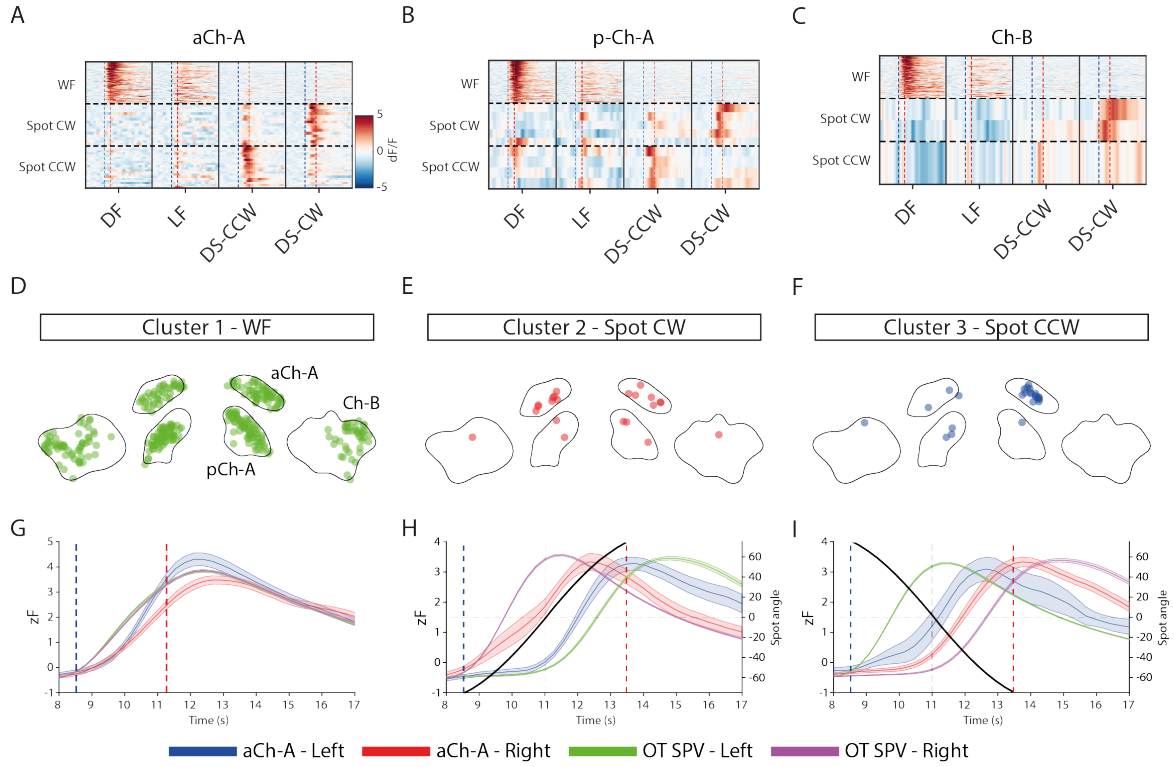 A
aCh-A
WF
Spot CW
Spot CCW
DF
LF
DS-CCW
DS-CW
5
0
-5
dF/F
B
p-Ch-A
WF
Spot CW
Spot CCW
DF
LF
DS-CCW
DS-CW
C
Ch-B
WF
Spot CW
Spot CCW
DF
LF
DS-CCW
DS-CW
D
Cluster 1 - WF
aCh-A
Ch-B
pCh-A
E
Cluster 2 - Spot CW
F
Cluster 3 - Spot CCW
G
5
4
3
2
1
0
-1
zF
8 9 10 11 12 13 14 15 16 17
Time (s)
H
4
3
2
1
0
-1
zF
8 9 10 11 12 13 14 15 16 17
Time (s)
60
40
20
0
-20
-40
-60
Spot angle
I
4
3
2
1
0
-1
zF
8 9 10 11 12 13 14 15 16 17
Time (s)
60
40
20
0
-20
-40
-60
Spot angle
aCh-A - Left aCh-A - Right OT SPV - Left OT SPV - Right